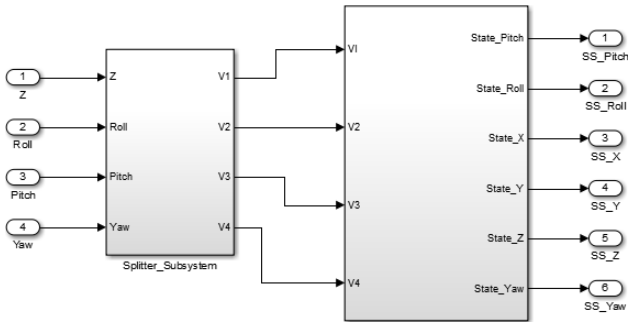 1
Z
2
Roll
3
Pitch
4
Yaw
Z
Roll
Pitch
Yaw
V1
V2
V3
V4
Splitter_Subsystem
VI
V2
V3
V4
State_Pitch
State_Roll
State_X
State_Y
State_Z
State_Yaw
1
SS_Pitch
2
SS_Roll
3
SS_X
4
SS_Y
5
SS_Z
6
SS_Yaw